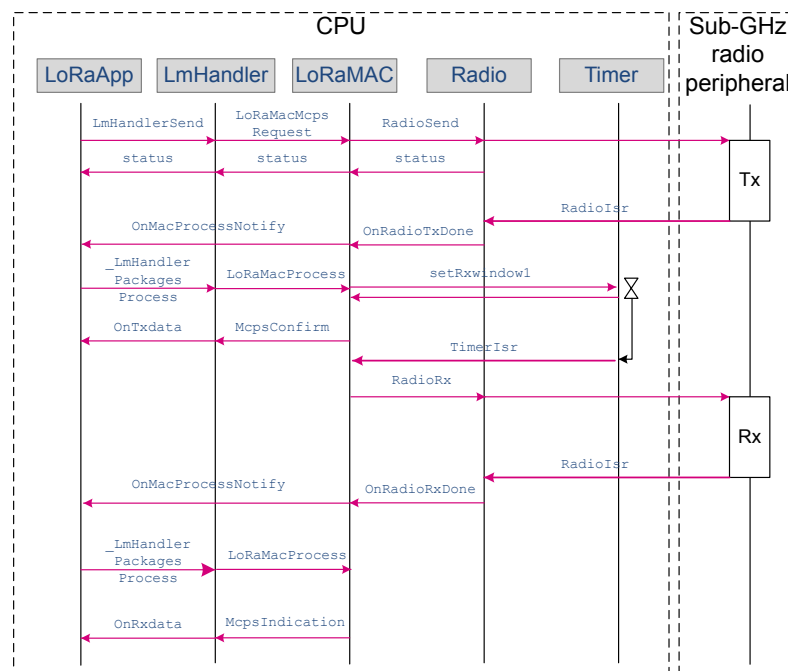 CPU
Sub-GHz
radio
peripheral
LoRaApp
LmHandler
LoRaMAC
Radio
Timer
LmHandlerSend
LoRaMacMcps
Request
RadioSend
status
status
status
Tx
RadioIsr
OnMacProcessNotify
OnRadioTxDone
_LmHandler
Packages
Process
LoRaMacProcess
setRxwindow1
OnTxdata
McpsConfirm
TimerIsr
RadioRx
Rx
RadioIsr
OnMacProcessNotify
OnRadioRxDone
_LmHandler
Packages
Process
LoRaMacProcess
OnRxdata
McpsIndication